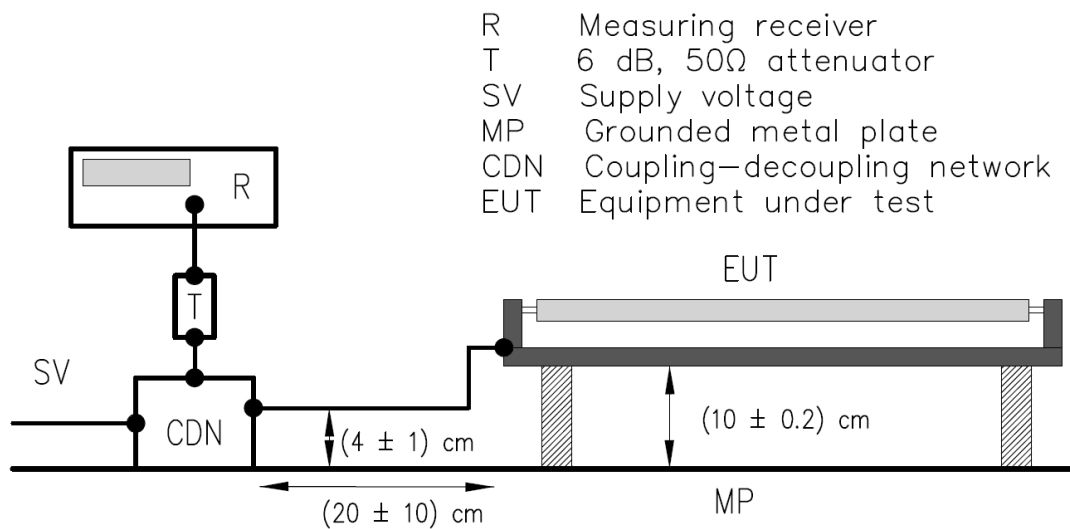 R Measuring receiver
T 6 dB, 50Ω attenuator
SV Supply voltage
MP Grounded metal plate
CDN Coupling–decoupling network
EUT Equipment under test
R
EUT
T
SV
CDN
(4 ± 1) cm
(10 ± 0.2) cm
(20 ± 10) cm
MP